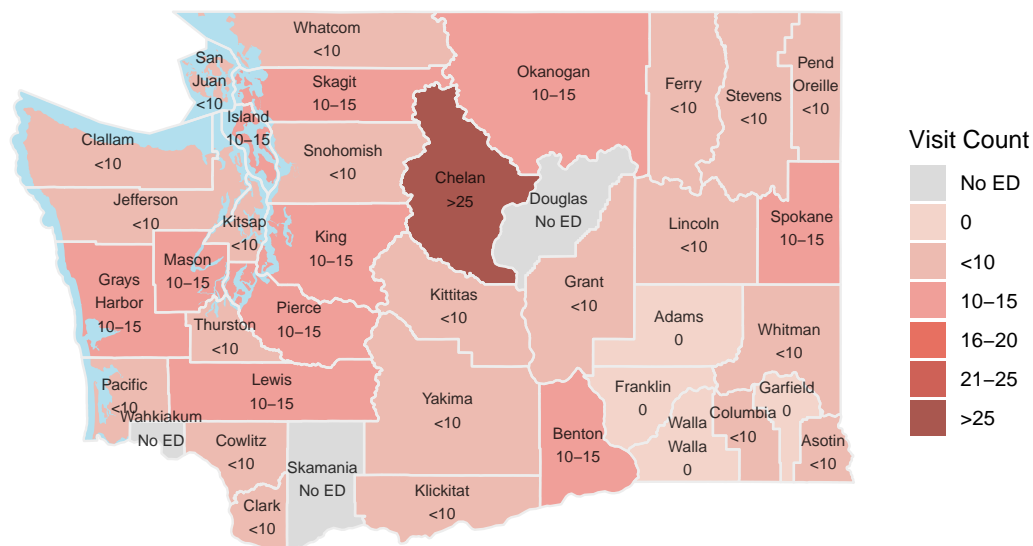 Whatcom
<10
San
Juan
<10
Skagit
10–15
Okanogan
10–15
Ferry
<10
Stevens
<10
Pend
Oreille
<10
Island
10–15
Clallam
<10
Snohomish
<10
Chelan
>25
Douglas
No ED
Jefferson
<10
Kitsap
<10
King
10–15
Lincoln
<10
Spokane
10–15
Grays
Harbor
10–15
Mason
10–15
Kittitas
<10
Grant
<10
Pierce
10–15
Thurston
<10
Adams
0
Whitman
<10
Pacific
<10
Lewis
10–15
Yakima
<10
Franklin
0
Garfield
0
Wahkiakum
No ED
Cowlitz
<10
Skamania
No ED
Benton
10–15
Walla
Walla
0
Columbia
<10
Asotin
<10
Clark
<10
Klickitat
<10
Visit Count
No ED
0
<10
10–15
16–20
21–25
>25